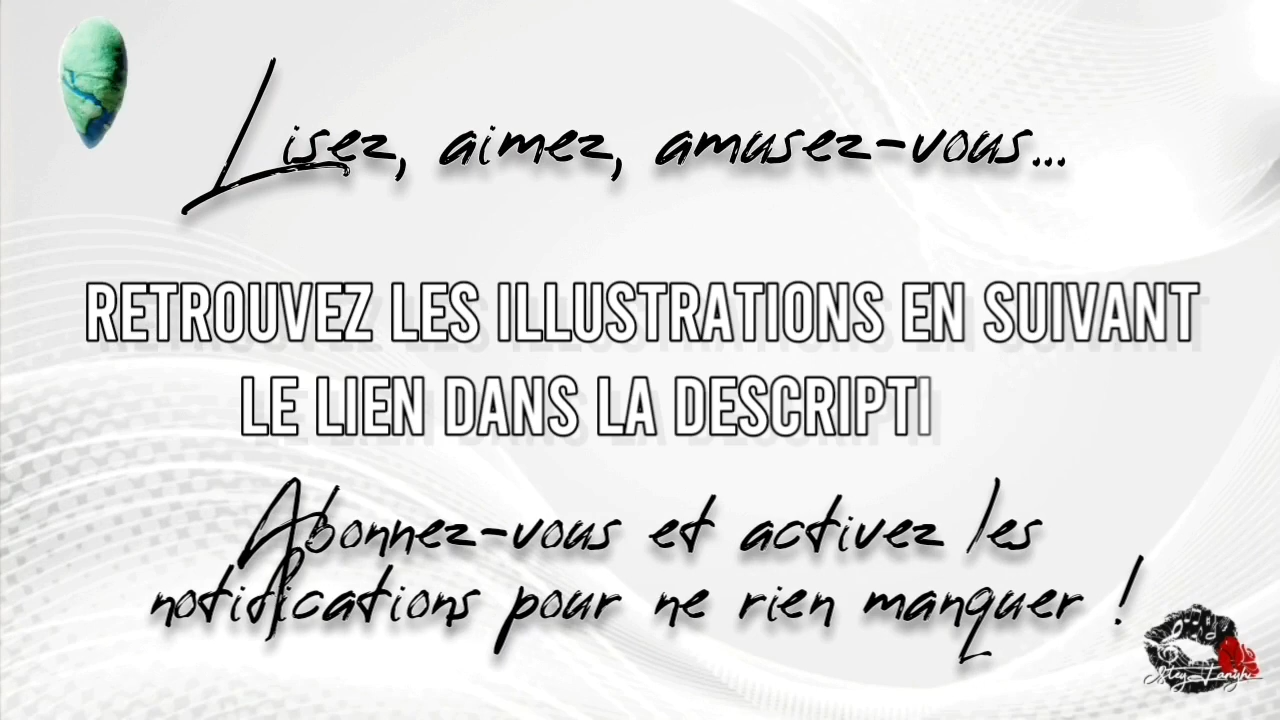 Lisez, aimez, amusez-vous...
RETROUVEZ LES ILLUSTRATIONS EN SUIVANT
LE LIEN DANS LA DESCRIPTI
Abonnez-vous et activez les
notifications pour ne rien manquer !